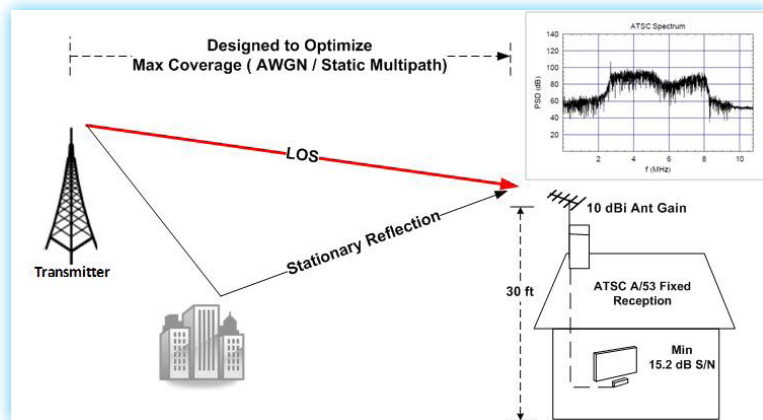 Designed to Optimize
Max Coverage ( AWGN / Static Multipath)
ATSC Spectrum
PSD (dB)
140
120
100
80
60
40
20
2
4
6
8
10
f (MHz)
LOS
Stationary Reflection
Transmitter
10 dBi Ant Gain
30 ft
ATSC A/53 Fixed
Reception
Min
15.2 dB S/N